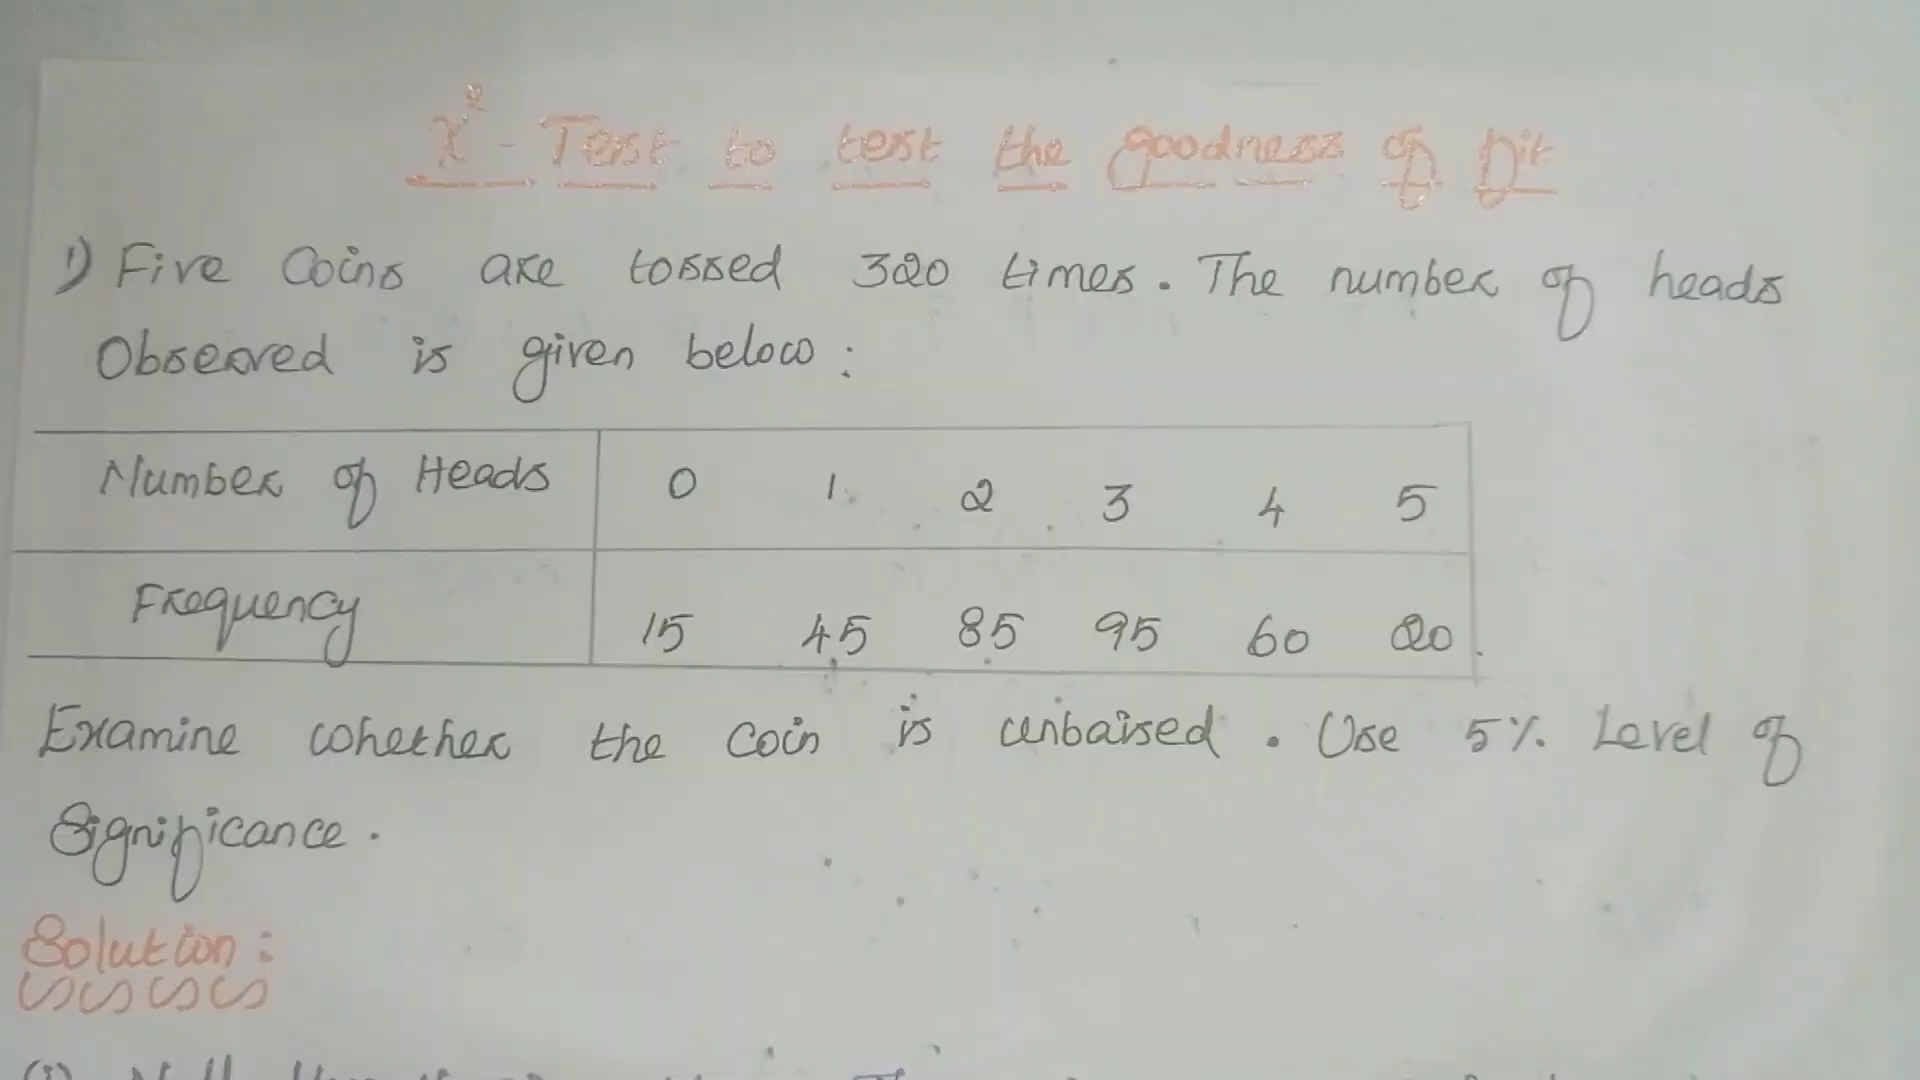 χ² - Test to test the goodness of fit
1) Five Coins are tossed 320 times. The number of heads
Observed is given below:
Number of Heads 0 1 2 3 4 5
Frequency 15 45 85 95 60 20
Examine whether the coin is unbaised. Use 5% Level of
Significance.
Solution: